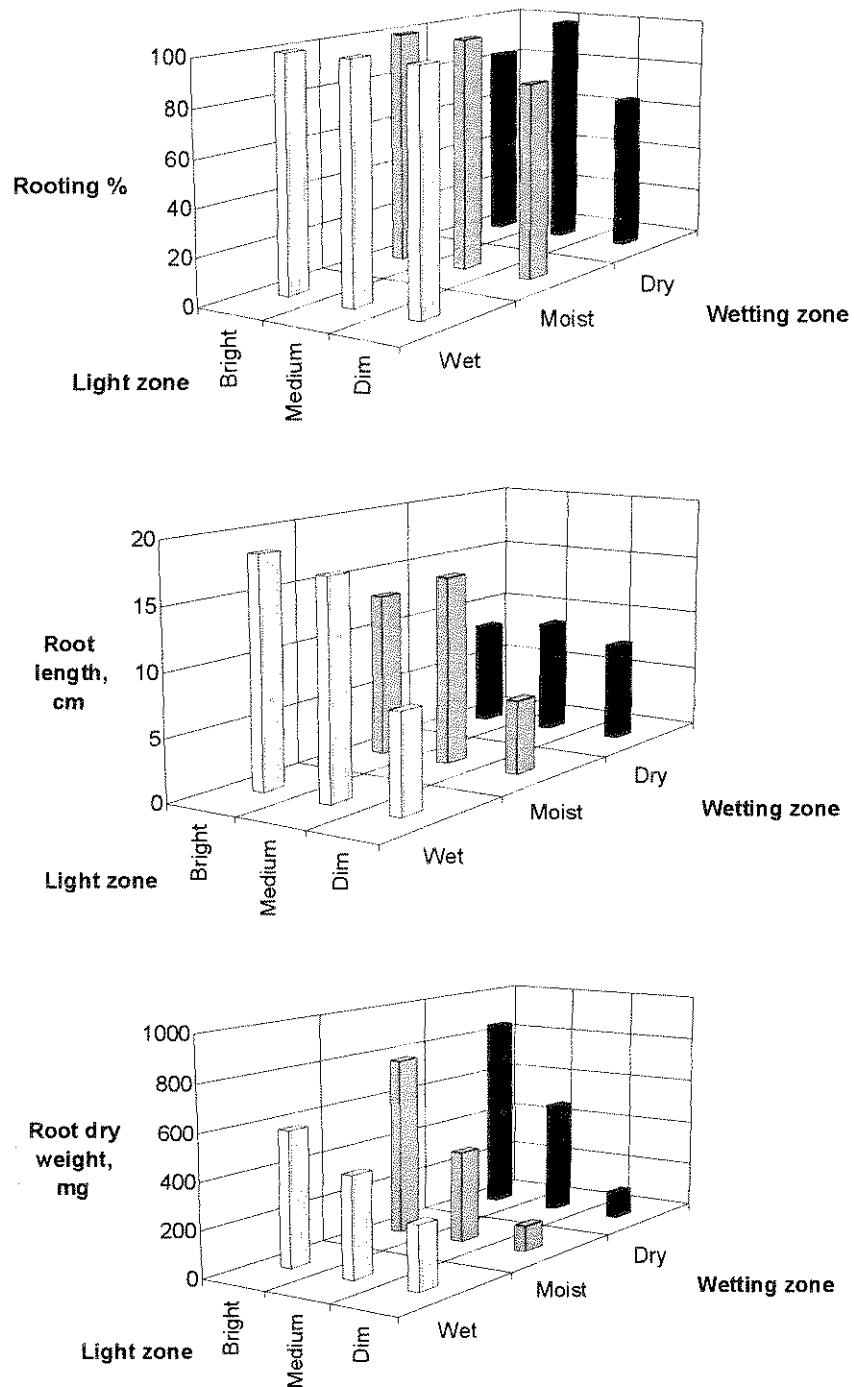 100
80
60
40
20
0
Rooting %
Bright
Medium
Dim
Light zone
Wet
Moist
Dry
Wetting zone
20
15
10
5
0
Root
length,
cm
Bright
Medium
Dim
Light zone
Wet
Moist
Dry
Wetting zone
1000
800
600
400
200
0
Root dry
weight,
mg
Bright
Medium
Dim
Light zone
Wet
Moist
Dry
Wetting zone